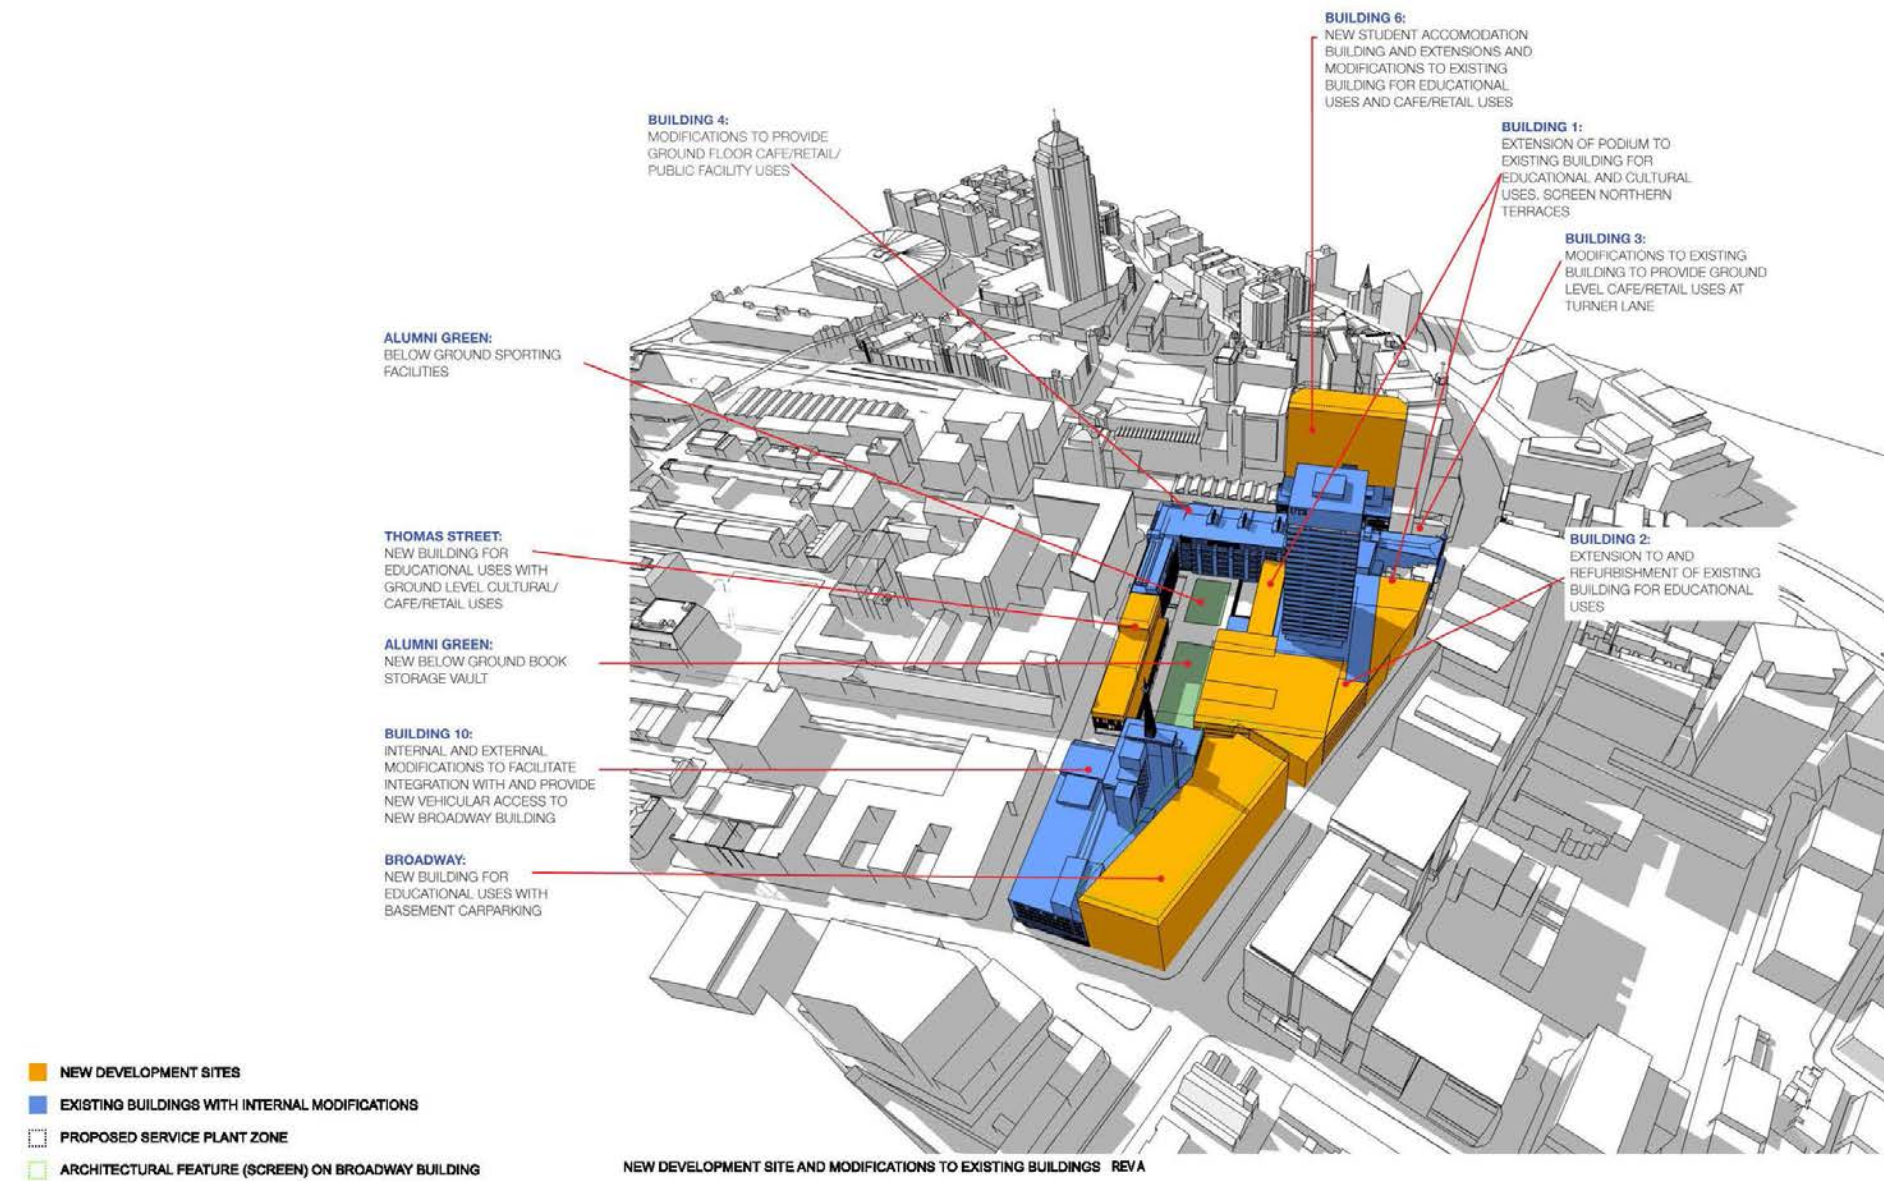 BUILDING 6:
NEW STUDENT ACCOMODATION
BUILDING AND EXTENSIONS AND
MODIFICATIONS TO EXISTING
BUILDING FOR EDUCATIONAL
USES AND CAFE/RETAIL USES
BUILDING 4:
MODIFICATIONS TO PROVIDE
GROUND FLOOR CAFE/RETAIL/
PUBLIC FACILITY USES
BUILDING 1:
EXTENSION OF PODIUM TO
EXISTING BUILDING FOR
EDUCATIONAL AND CULTURAL
USES. SCREEN NORTHERN
TERRACES
BUILDING 3:
MODIFICATIONS TO EXISTING
BUILDING TO PROVIDE GROUND
LEVEL CAFE/RETAIL USES AT
TURNER LANE
ALUMNI GREEN:
BELOW GROUND SPORTING
FACILITIES
THOMAS STREET:
NEW BUILDING FOR
EDUCATIONAL USES WITH
GROUND LEVEL CULTURAL/
CAFE/RETAIL USES
BUILDING 2:
EXTENSION TO AND
REFURBISHMENT OF EXISTING
BUILDING FOR EDUCATIONAL
USES
ALUMNI GREEN:
NEW BELOW GROUND BOOK
STORAGE VAULT
BUILDING 10:
INTERNAL AND EXTERNAL
MODIFICATIONS TO FACILITATE
INTEGRATION WITH AND PROVIDE
NEW VEHICULAR ACCESS TO
NEW BROADWAY BUILDING
BROADWAY:
NEW BUILDING FOR
EDUCATIONAL USES WITH
BASEMENT CARPARKING
NEW DEVELOPMENT SITES
EXISTING BUILDINGS WITH INTERNAL MODIFICATIONS
PROPOSED SERVICE PLANT ZONE
ARCHITECTURAL FEATURE (SCREEN) ON BROADWAY BUILDING
NEW DEVELOPMENT SITE AND MODIFICATIONS TO EXISTING BUILDINGS REV A